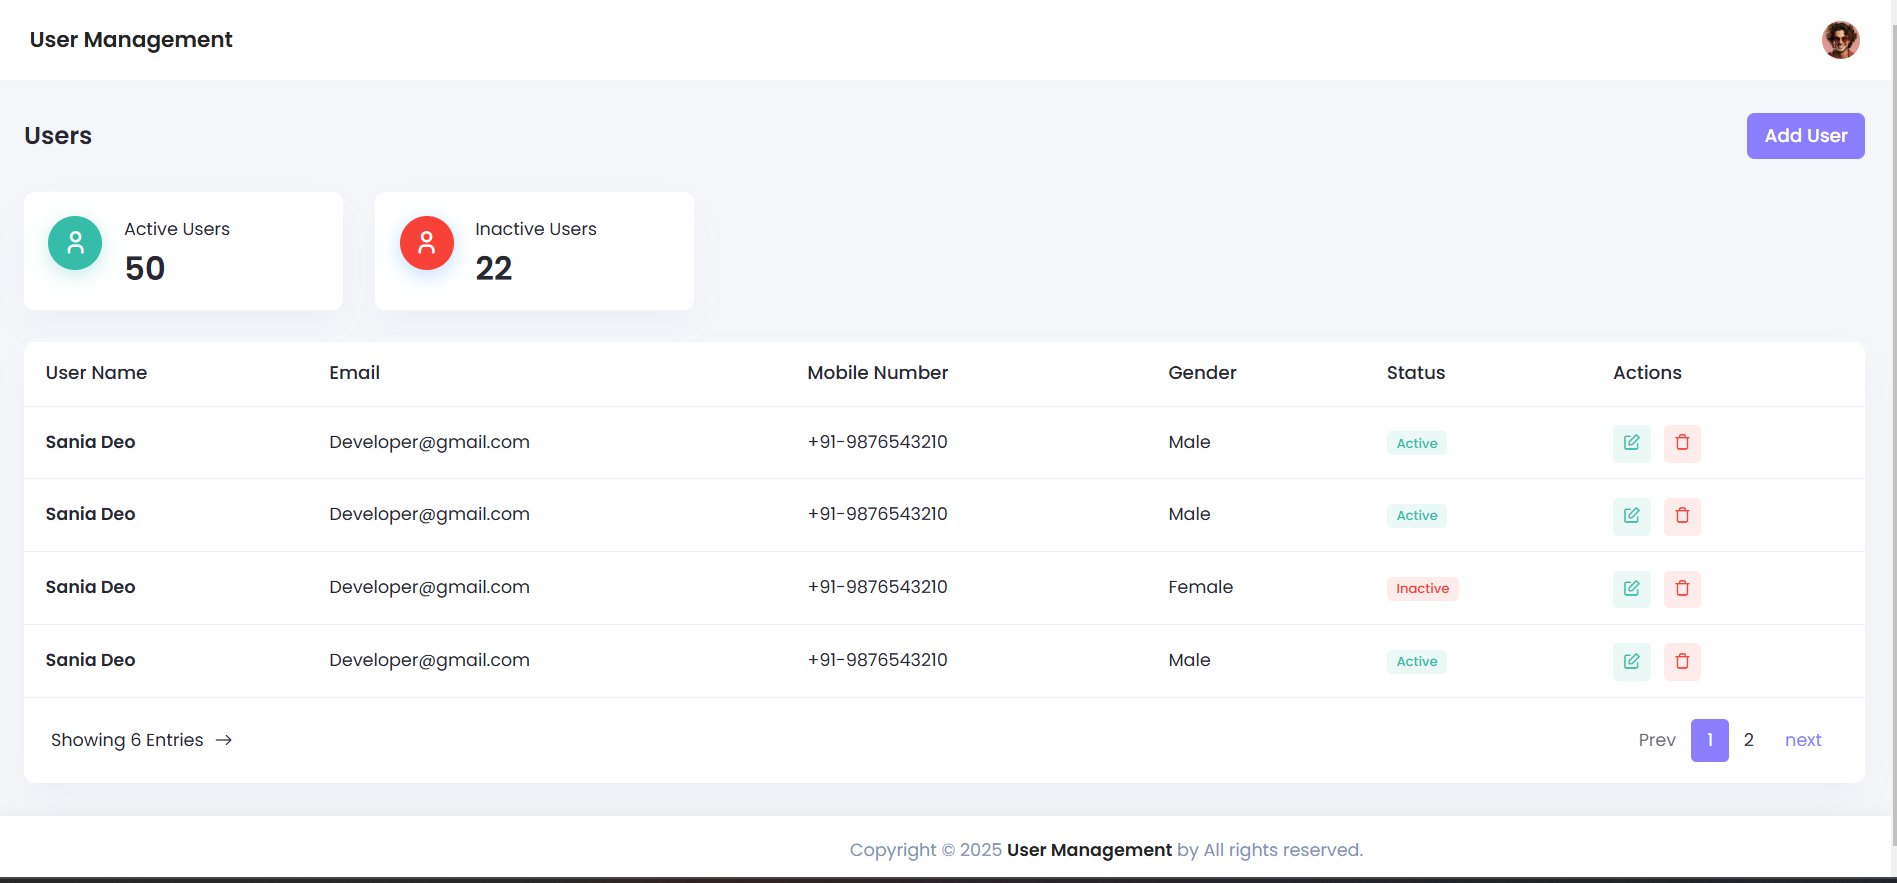 User Management
Users
Add User
Active Users
50
Inactive Users
22
User Name Email Mobile Number Gender Status Actions
Sania Deo Developer@gmail.com +91-9876543210 Male Active
Sania Deo Developer@gmail.com +91-9876543210 Male Active
Sania Deo Developer@gmail.com +91-9876543210 Female Inactive
Sania Deo Developer@gmail.com +91-9876543210 Male Active
Showing 6 Entries → Prev 1 2 next
Copyright © 2025 User Management by All rights reserved.